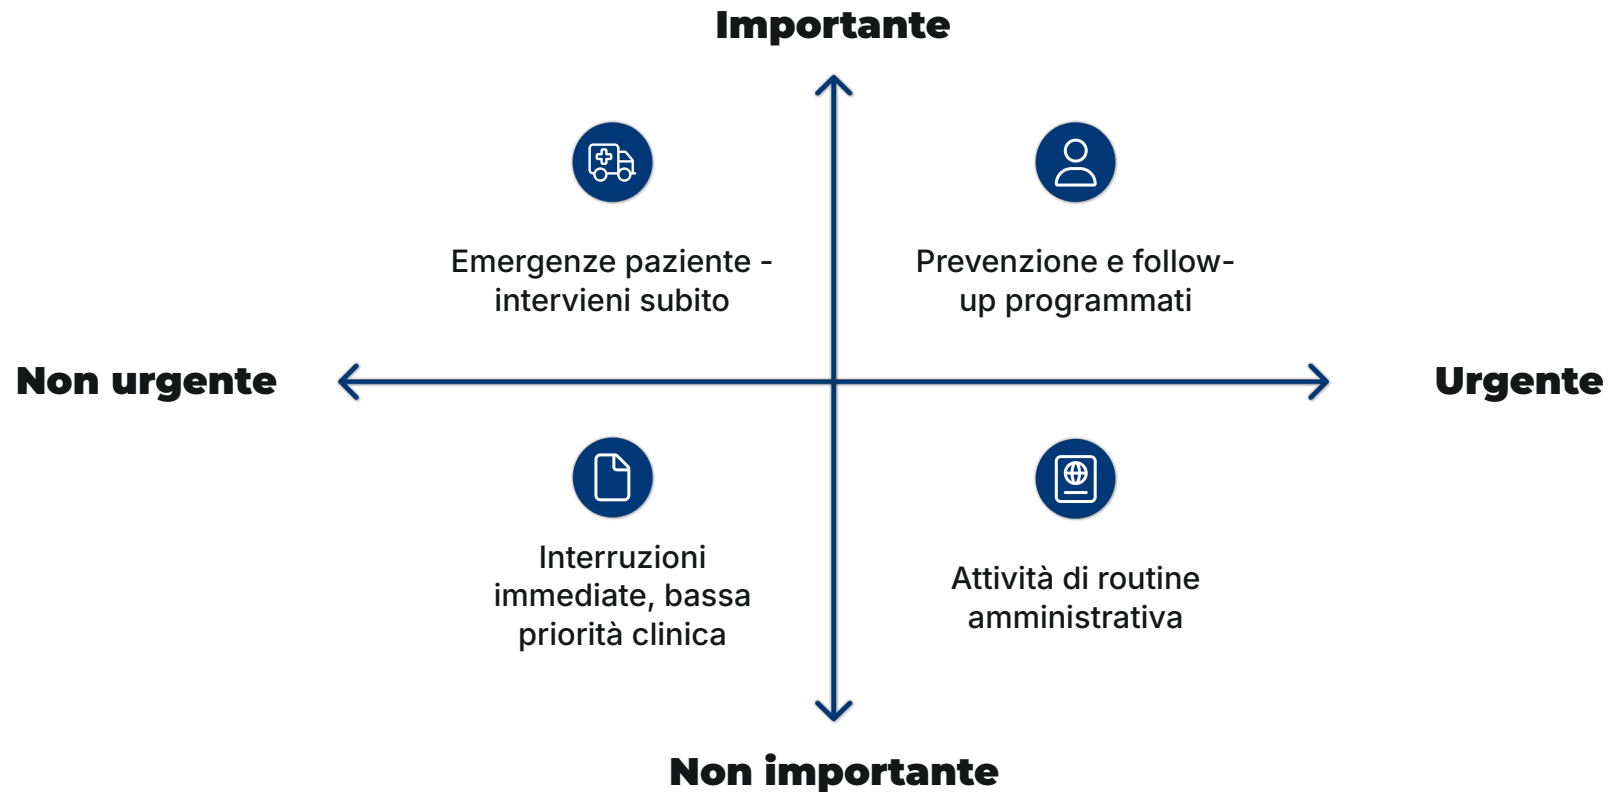 Importante
Emergenze paziente -
intervieni subito
Prevenzione e follow-
up programmati
Non urgente
Urgente
Interruzioni
immediate, bassa
priorità clinica
Attività di routine
amministrativa
Non importante